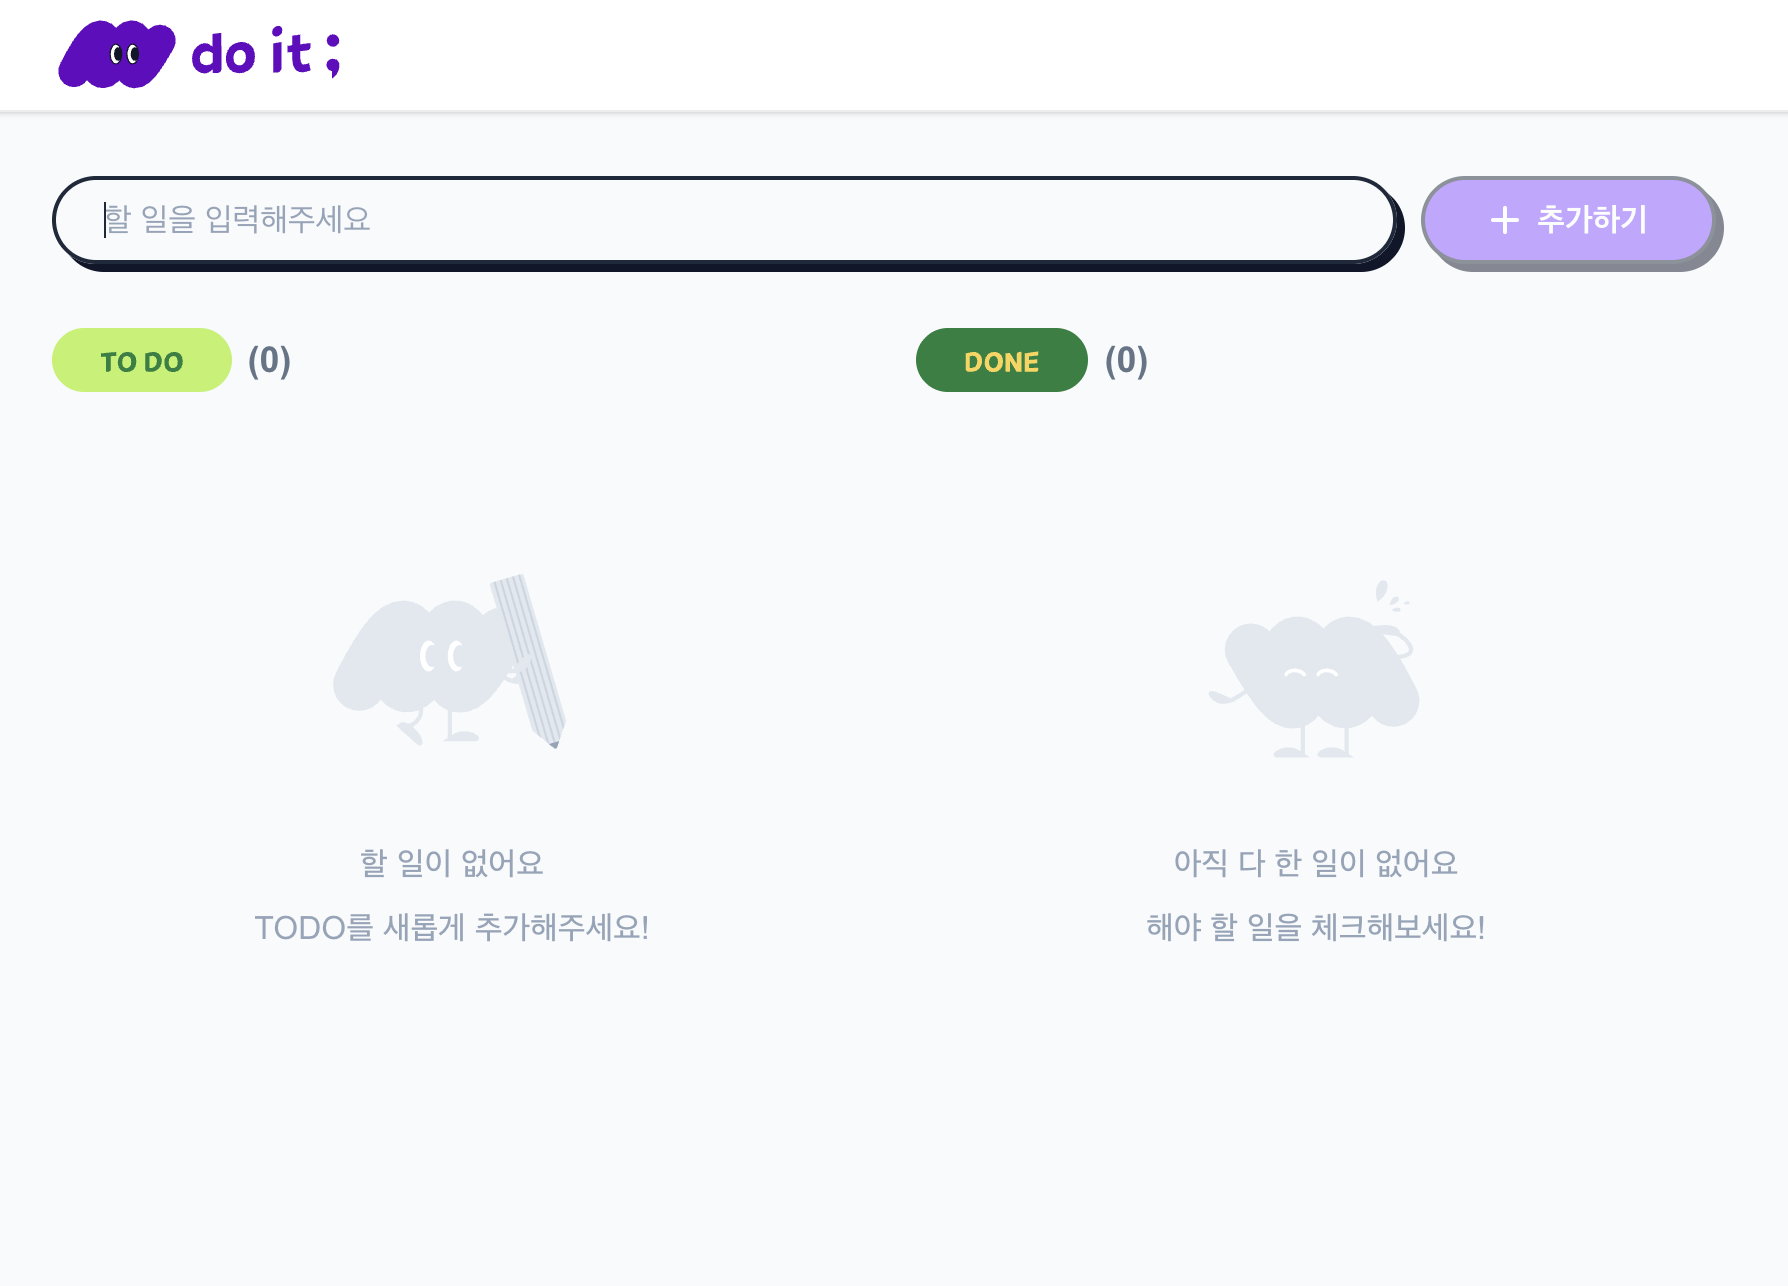 do it ;
할 일을 입력해주세요
+ 추가하기
TO DO (0)
DONE (0)
할 일이 없어요
TODO를 새롭게 추가해주세요!
아직 다 한 일이 없어요
해야 할 일을 체크해보세요!